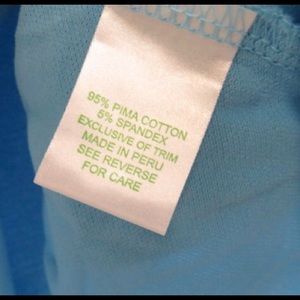 95% PIMA COTTON
5% SPANDEX
EXCLUSIVE OF TRIM
MADE IN PERU
SEE REVERSE
FOR CARE